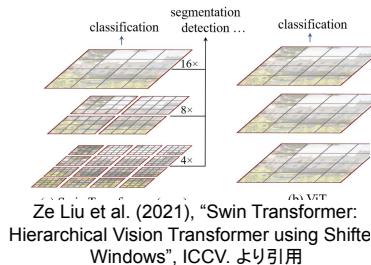 segmentation
classification
detection ...
classification
16×
8×
4×
(b) ViT
Ze Liu et al. (2021), “Swin Transformer:
Hierarchical Vision Transformer using Shifte
Windows”, ICCV. より引用